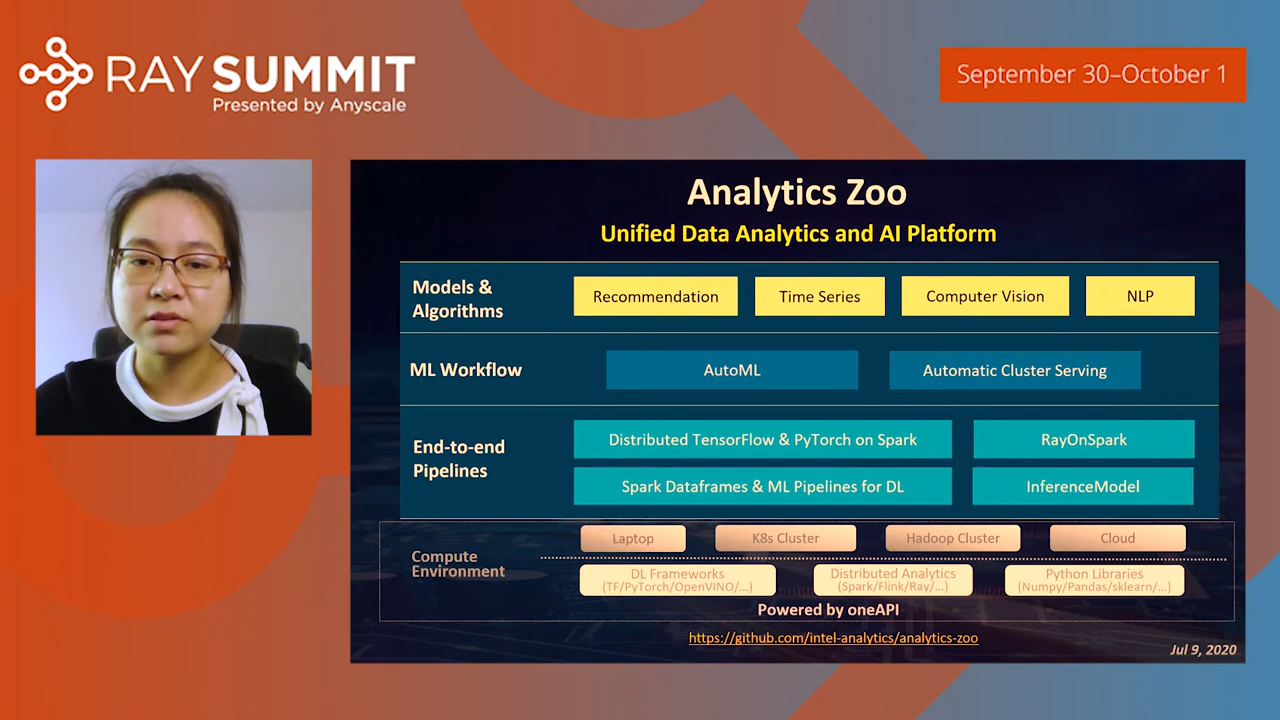 RAY SUMMIT
Presented by Anyscale
September 30–October 1
Analytics Zoo
Unified Data Analytics and AI Platform
Models &
Algorithms
Recommendation
Time Series
Computer Vision
NLP
ML Workflow
AutoML
Automatic Cluster Serving
End-to-end
Pipelines
Distributed TensorFlow & PyTorch on Spark
RayOnSpark
Spark Dataframes & ML Pipelines for DL
InferenceModel
Compute
Environment
Laptop
K8s Cluster
Hadoop Cluster
Cloud
DL Frameworks
(TF/PyTorch/OpenVINO/...)
Distributed Analytics
(Spark/Flink/Ray/...)
Python Libraries
(Numpy/Pandas/sklearn/...)
Powered by oneAPI
https://github.com/intel-analytics/analytics-zoo
Jul 9, 2020